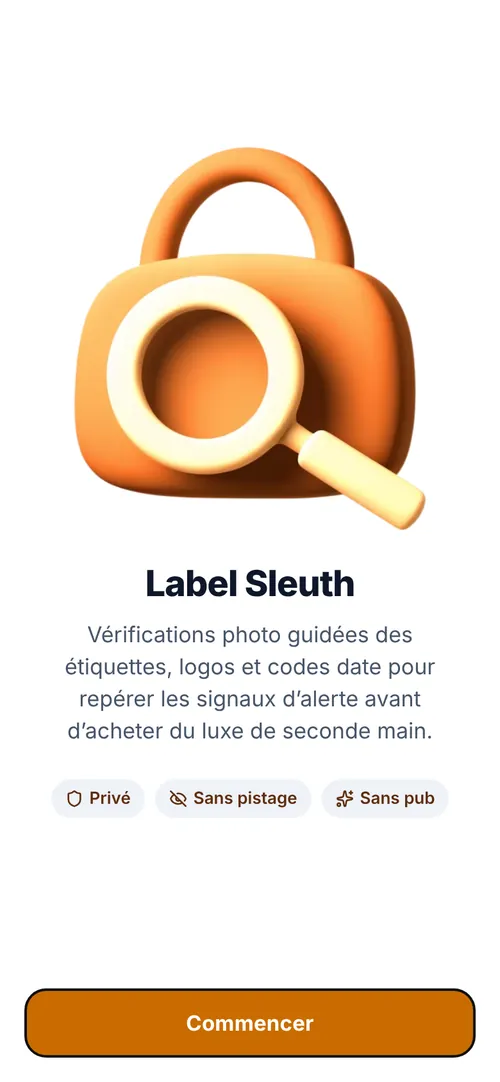 Label Sleuth
Vérifications photo guidées des
étiquettes, logos et codes date pour
repérer les signaux d’alerte avant
d’acheter du luxe de seconde main.
Privé
Sans pistage
Sans pub
Commencer